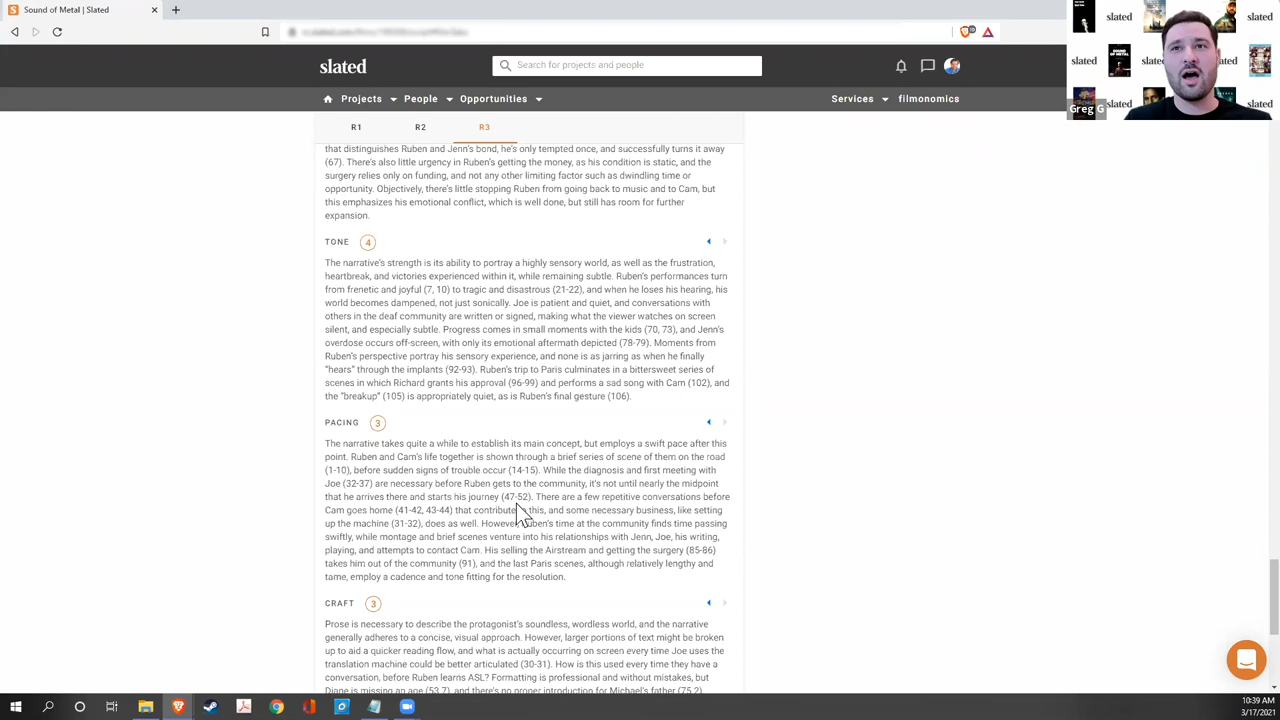 Sound of Metal | Slated
slated
Search for projects and people
Projects People Opportunities
Services filmonomics
R1 R2 R3
that distinguishes Ruben and Jenn's bond, he's only tempted once, and successfully turns it away
(67). There's also little urgency in Ruben's getting the money, as his condition is static, and the
surgery relies only on funding, and not any other limiting factor such as dwindling time or
opportunity. Objectively, there's little stopping Ruben from going back to music and to Cam, but
this emphasizes his emotional conflict, which is well done, but still has room for further
expansion.
TONE 4
The narrative's strength is its ability to portray a highly sensory world, as well as the frustration,
heartbreak, and victories experienced within it, while remaining subtle. Ruben's performances turn
from frenetic and joyful (7, 10) to tragic and disastrous (21-22), and when he loses his hearing, his
world becomes dampened, not just sonically. Joe is patient and quiet, and conversations with
others in the deaf community are written or signed, making what the viewer watches on screen
silent, and especially subtle. Progress comes in small moments with the kids (70, 73), and Jenn's
overdose occurs off-screen, with only its emotional aftermath depicted (78-79). Moments from
Ruben's perspective portray his sensory experience, and none is as jarring as when he finally
"hears" through the implants (92-93). Ruben's trip to Paris culminates in a bittersweet series of
scenes in which Richard grants his approval (96-99) and performs a sad song with Cam (102), and
the "breakup" (105) is appropriately quiet, as is Ruben's final gesture (106).
PACING 3
The narrative takes quite a while to establish its main concept, but employs a swift pace after this
point. Ruben and Cam's life together is shown through a brief series of scene of them on the road
(1-10), before sudden signs of trouble occur (14-15). While the diagnosis and first meeting with
Joe (32-37) are necessary before Ruben gets to the community, it's not until nearly the midpoint
that he arrives there and starts his journey (47-52). There are a few repetitive conversations before
Cam goes home (41-42, 43-44) that contribute this, and some necessary business, like setting
up the machine (31-32), does as well. However time at the community finds time passing
swiftly, while montage and brief scenes venture into his relationships with Jenn, Joe, his writing,
playing, and attempts to contact Cam. His selling the Airstream and getting the surgery (85-86)
takes him out of the community (91), and the last Paris scenes, although relatively lengthy and
tame, employ a cadence and tone fitting for the resolution.
CRAFT 3
Prose is necessary to describe the protagonist's soundless, wordless world, and the narrative
generally adheres to a concise, visual approach. However, larger portions of text might be broken
up to aid a quicker reading flow, and what is actually occurring on screen every time Joe uses the
translation machine could be better articulated (30-31). How is this used every time they have a
conversation, before Ruben learns ASL? Formatting is professional and without mistakes, but
Diane is missing an age (53.7), and there's no proper introduction for Michael's father (75.2)
slated
slated
slated
SOUND OF METAL
slated
Greg G
10:39 AM
3/17/2021